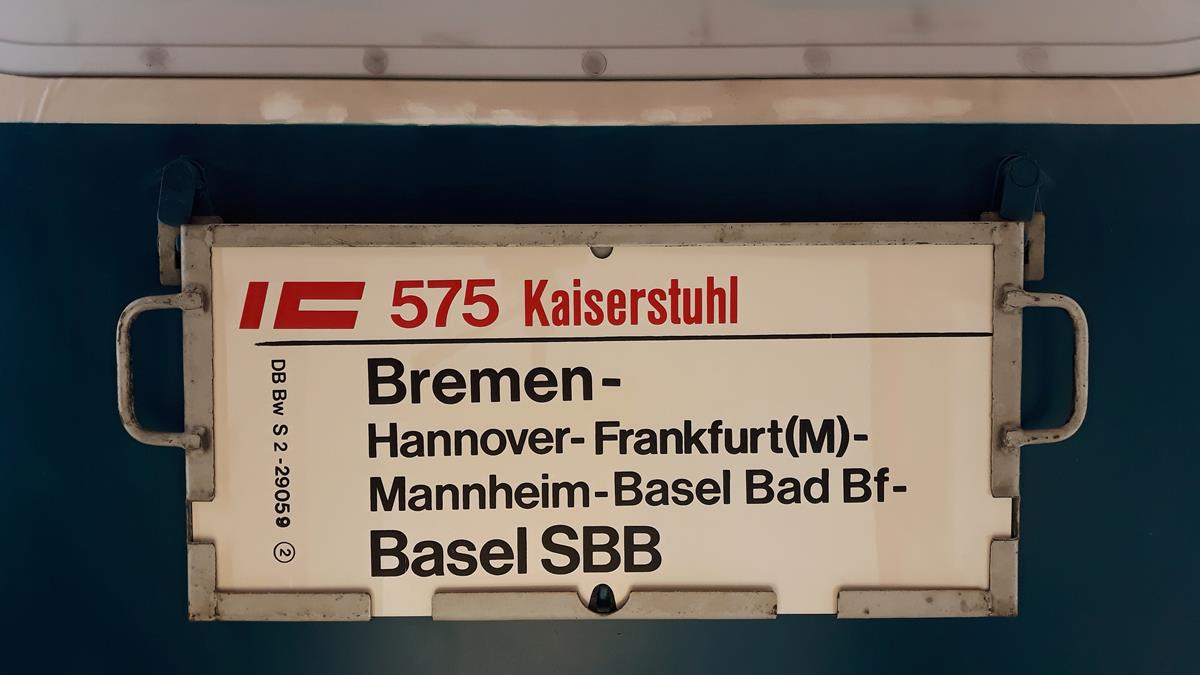 IC 575 Kaiserstuhl
Bremen-
Hannover- Frankfurt(M)-
Mannheim-Basel Bad Bf-
Basel SBB
DB Bw S 2 -29059 2